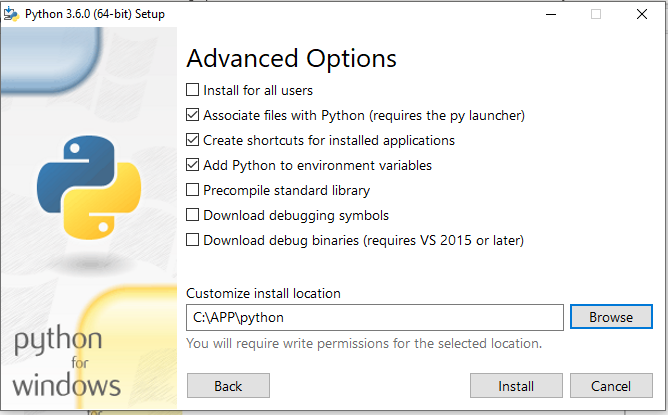 Python 3.6.0 (64-bit) Setup
Advanced Options
Install for all users
Associate files with Python (requires the py launcher)
Create shortcuts for installed applications
Add Python to environment variables
Precompile standard library
Download debugging symbols
Download debug binaries (requires VS 2015 or later)
Customize install location
C:\APP\python
Browse
You will require write permissions for the selected location.
python
for
windows
Back
Install
Cancel
for